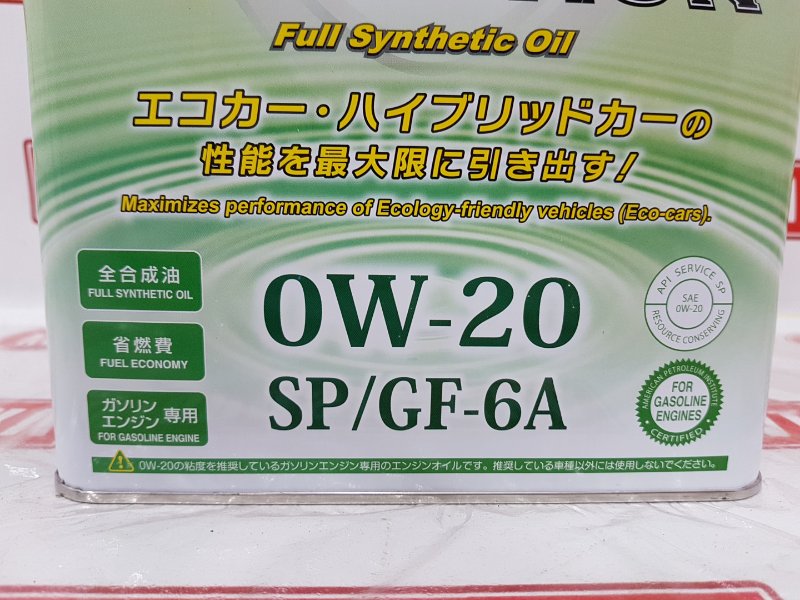 Full Synthetic Oil
エコカー・ハイブリッドカーの
性能を最大限に引き出す!
Maximizes performance of Ecology-friendly vehicles (Eco-cars).
全合成油
FULL SYNTHETIC OIL
省燃費
FUEL ECONOMY
ガソリン
エンジン 専用
FOR GASOLINE ENGINE
0W-20
SP/GF-6A
API SERVICE SP
SAE
0W-20
RESOURCE CONSERVING
AMERICAN PETROLEUM INSTITUTE
FOR
GASOLINE
ENGINES
CERTIFIED
0W-20の粘度を推奨しているガソリンエンジン専用のエンジンオイルです。推奨している車種以外には使用しないでください。